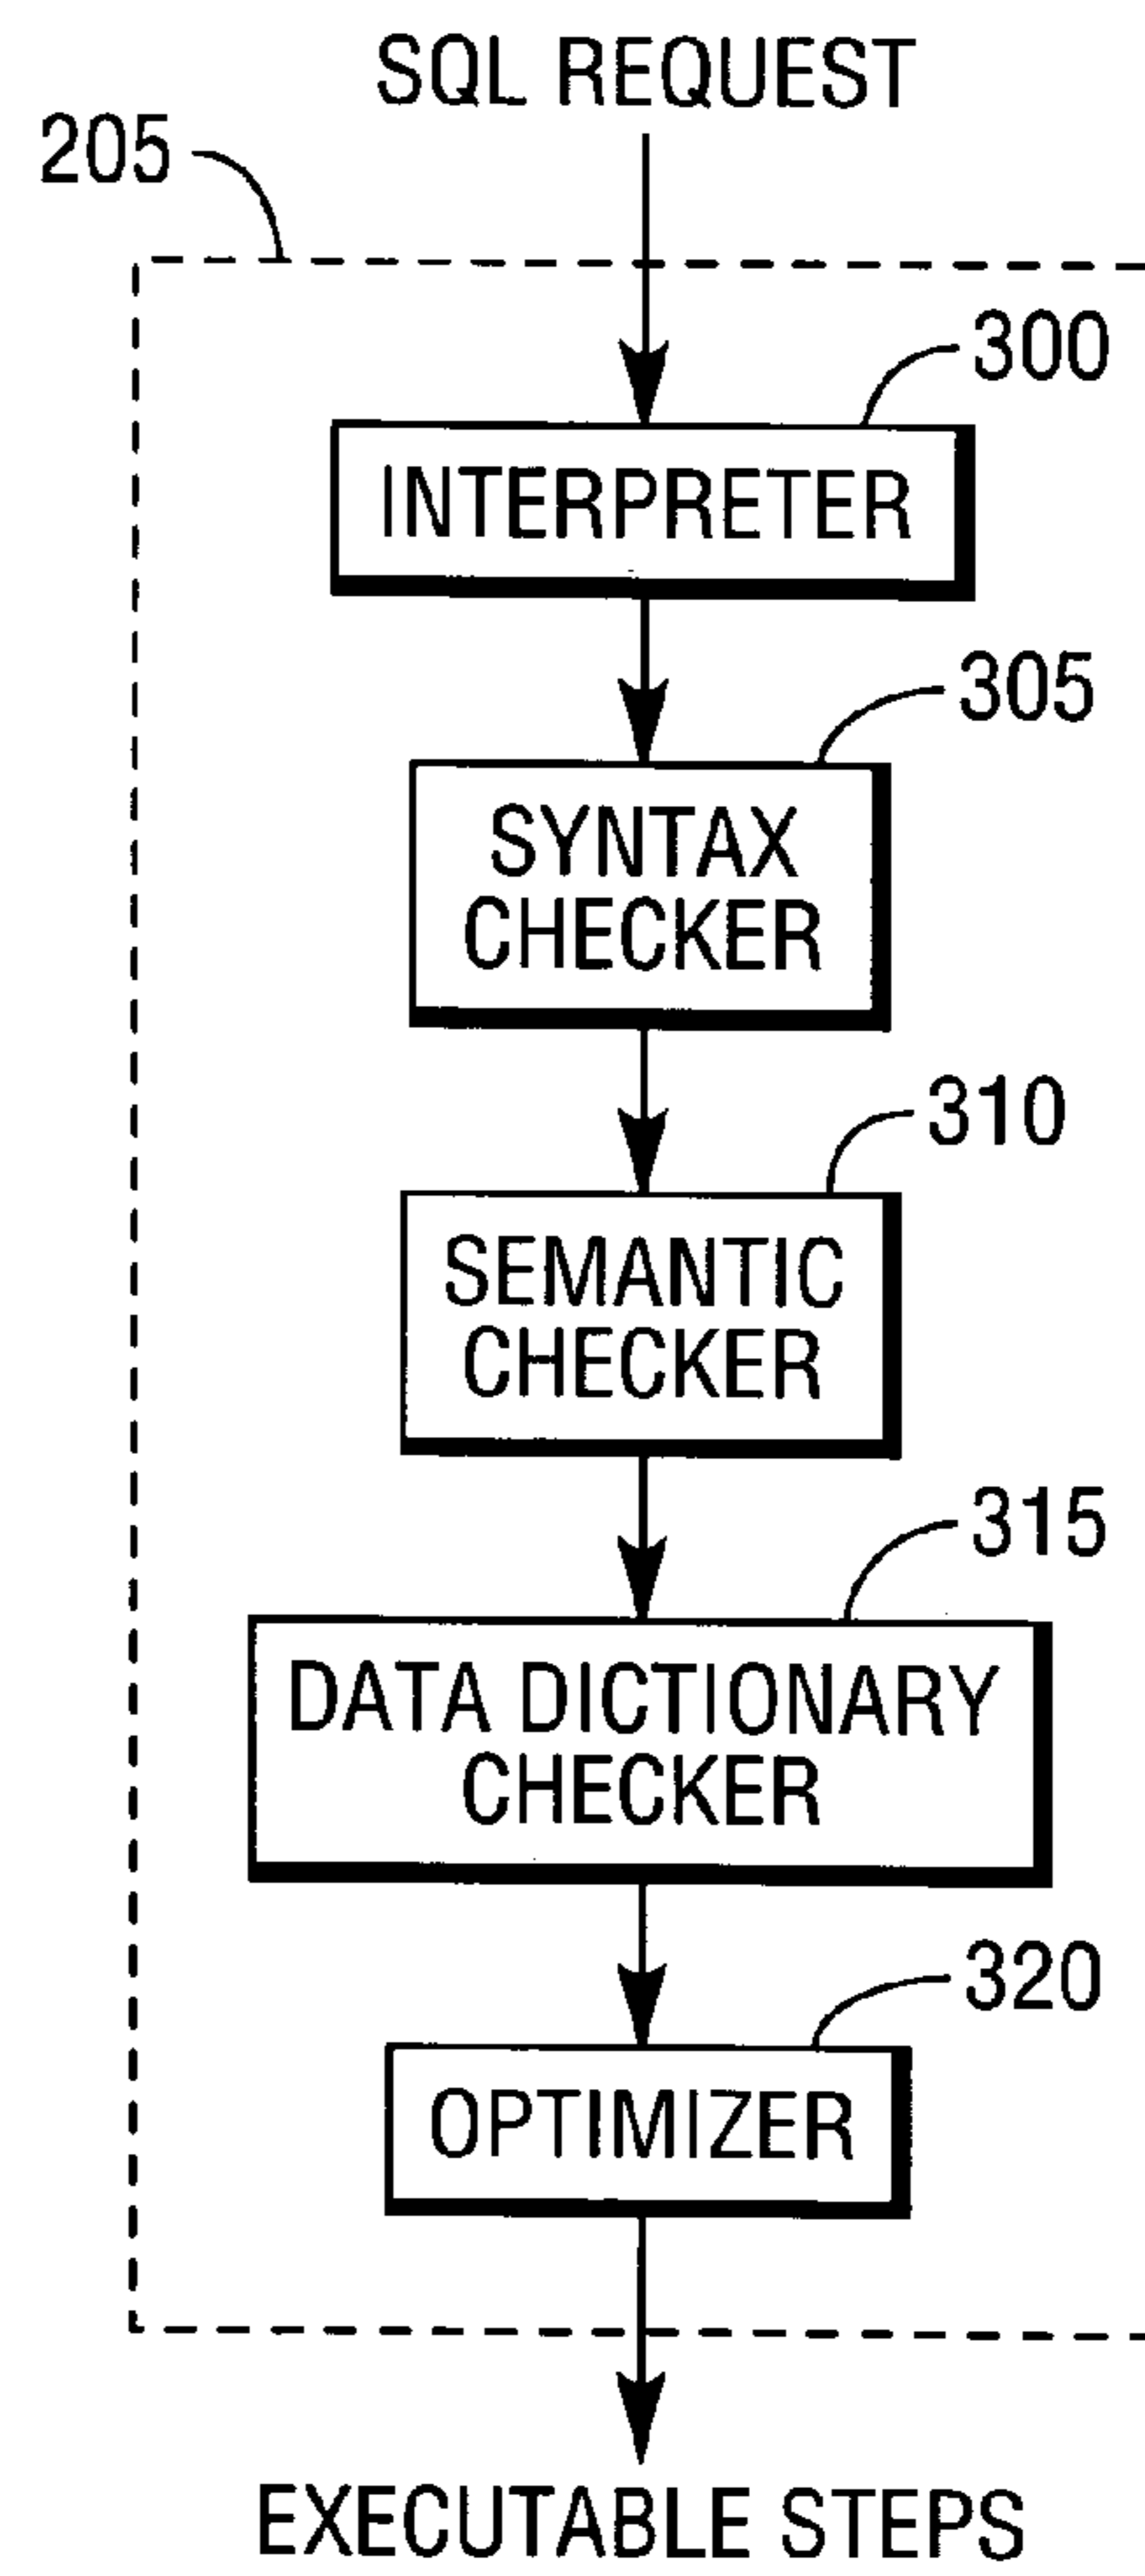 SQL REQUEST
205
300
INTERPRETER
305
SYNTAX
CHECKER
310
SEMANTIC
CHECKER
315
DATA DICTIONARY
CHECKER
320
OPTIMIZER
EXECUTABLE STEPS